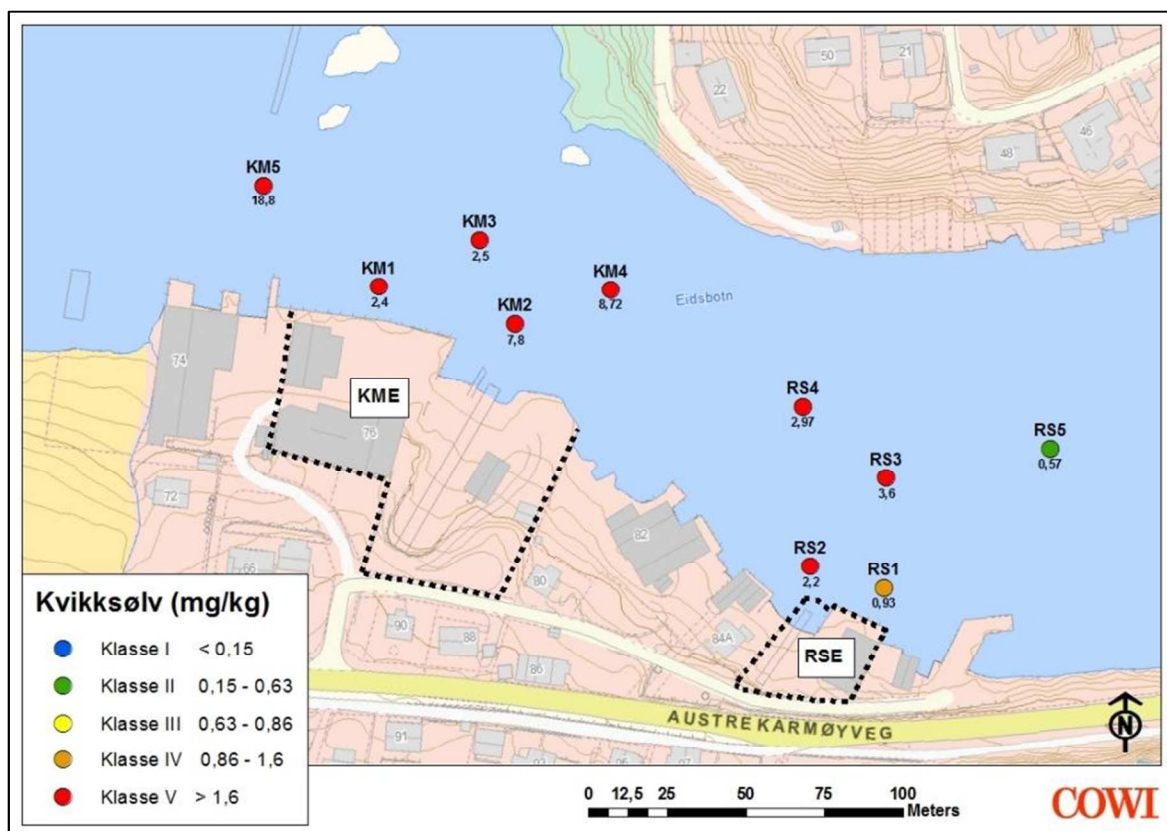 50
21
22
46
48
KM5
18,8
KM3
2,5
KM1
2,4
KM4
8,72
KM2
7,8
Eidsbotn
74
KME
76
RS4
2,97
RS5
0,57
RS3
3,6
72
82
RS2
2,2
RS1
0,93
66
80
90
88
86
84A
RSE
AUSTRE KARMØYVEG
91
Kvikksølv (mg/kg)
Klasse I < 0,15
Klasse II 0,15 - 0,63
Klasse III 0,63 - 0,86
Klasse IV 0,86 - 1,6
Klasse V > 1,6
N
0 12,5 25 50 75 100
Meters
COWI